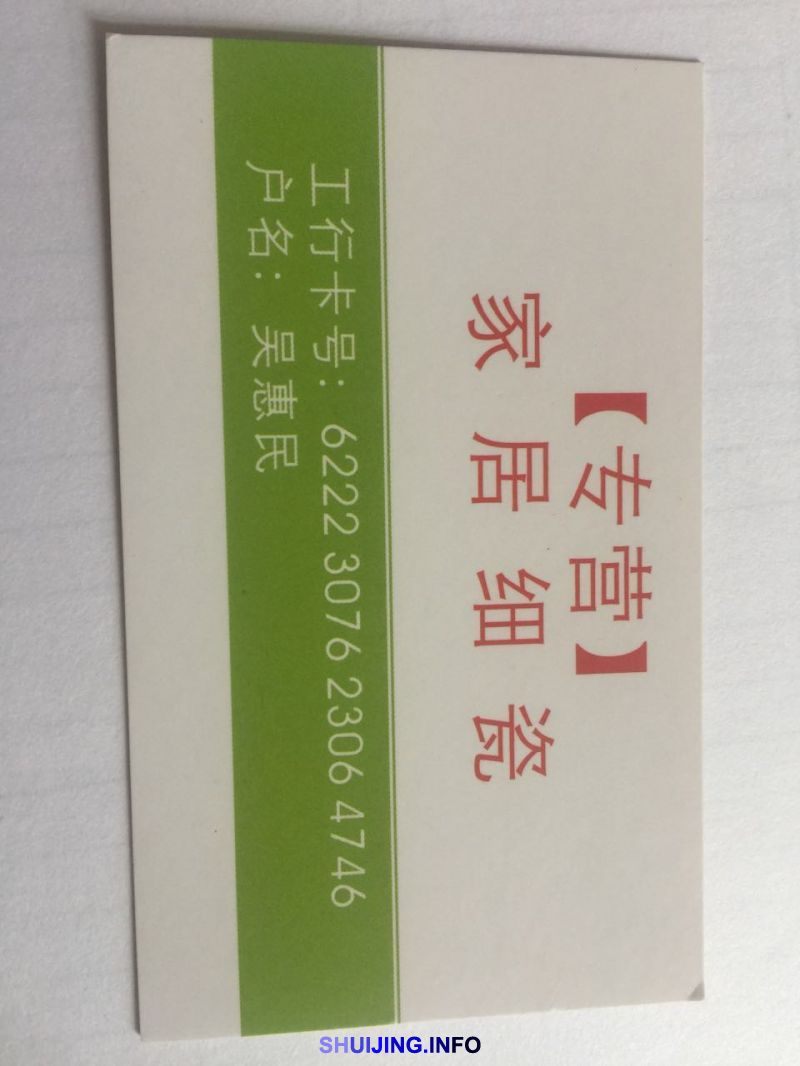 【专营】
家居细瓷
工行卡号：6222 3076 2306 4746
户名：吴惠民
SHUIJING.INFO